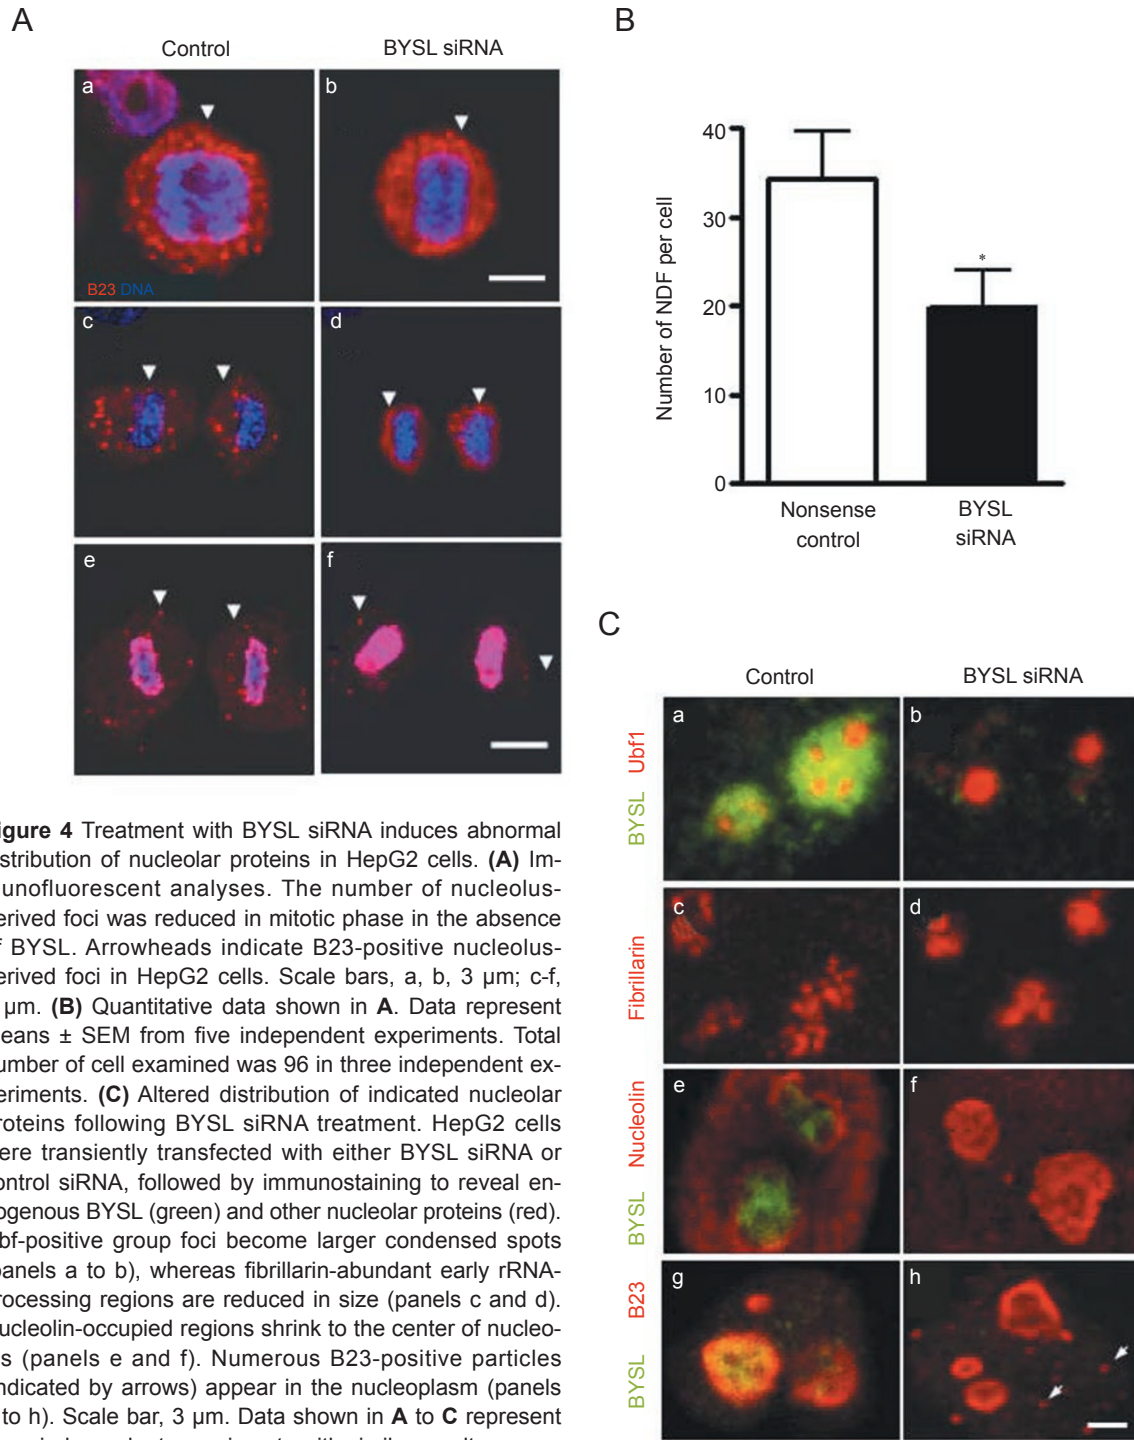 A
Control
BYSL siRNA
a
b
B23 DNA
c
d
e
f
B
Number of NDF per cell
40
30
20
10
0
*
Nonsense control
BYSL siRNA
C
Control
BYSL siRNA
BYSL Ubf1
a
b
Fibrillarin
c
d
BYSL Nucleolin
e
f
BYSL B23
g
h
igure 4 Treatment with BYSL siRNA induces abnormal
istribution of nucleolar proteins in HepG2 cells. (A) Im-
unofluorescent analyses. The number of nucleolus-
erived foci was reduced in mitotic phase in the absence
f BYSL. Arrowheads indicate B23-positive nucleolus-
erived foci in HepG2 cells. Scale bars, a, b, 3 µm; c-f,
µm. (B) Quantitative data shown in A. Data represent
eans ± SEM from five independent experiments. Total
umber of cell examined was 96 in three independent ex-
eriments. (C) Altered distribution of indicated nucleolar
roteins following BYSL siRNA treatment. HepG2 cells
ere transiently transfected with either BYSL siRNA or
ontrol siRNA, followed by immunostaining to reveal en-
ogenous BYSL (green) and other nucleolar proteins (red).
bf-positive group foci become larger condensed spots
panels a to b), whereas fibrillarin-abundant early rRNA-
rocessing regions are reduced in size (panels c and d).
ucleolin-occupied regions shrink to the center of nucleo-
s (panels e and f). Numerous B23-positive particles
ndicated by arrows) appear in the nucleoplasm (panels
to h). Scale bar, 3 µm. Data shown in A to C represent